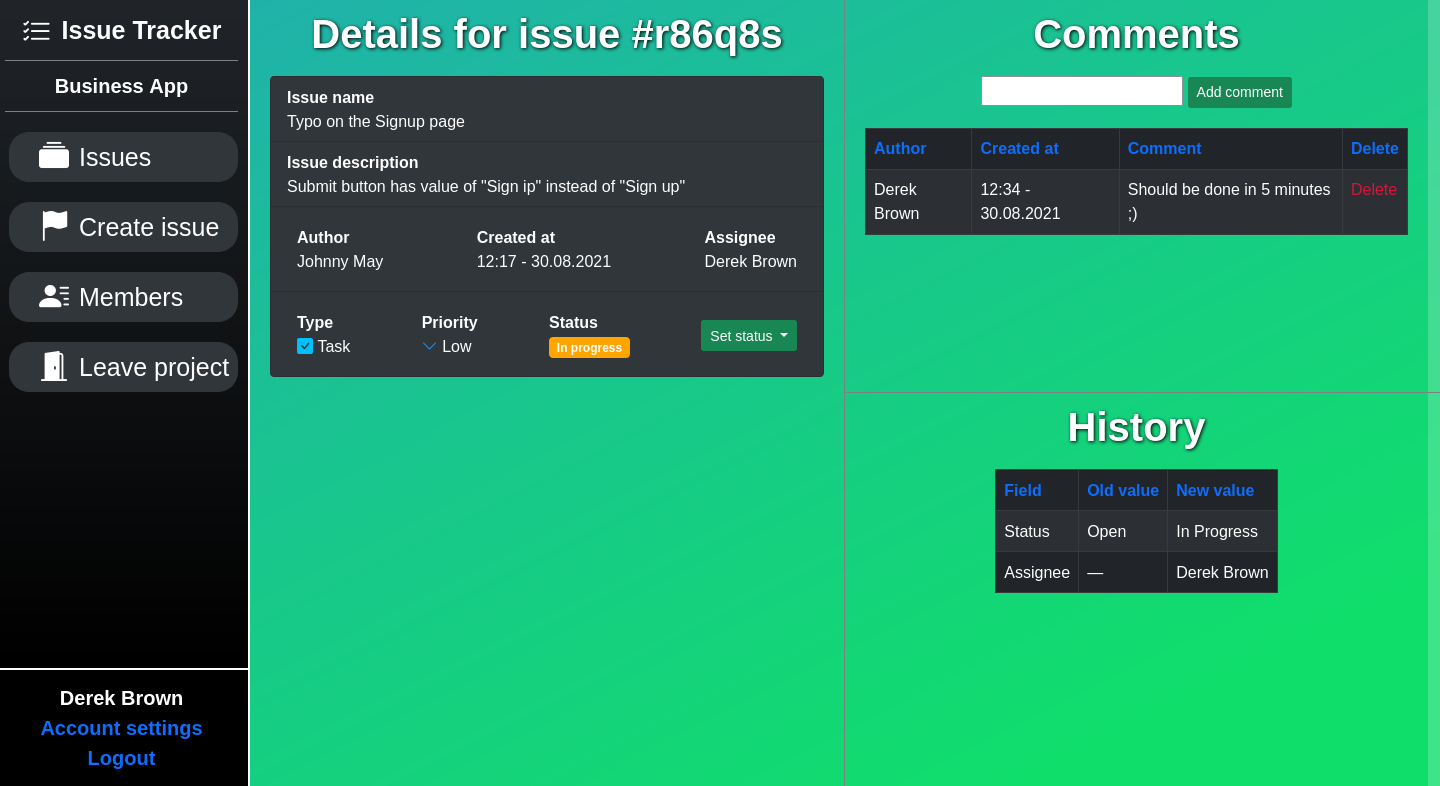 Issue Tracker
Business App
Issues
Create issue
Members
Leave project
Derek Brown
Account settings
Logout
Details for issue #r86q8s
Issue name
Typo on the Signup page
Issue description
Submit button has value of "Sign ip" instead of "Sign up"
Author Created at Assignee
Johnny May 12:17 - 30.08.2021 Derek Brown
Type Priority Status
Task Low In progress Set status
Comments
Add comment
Author Created at Comment Delete
Derek 12:34 - Should be done in 5 minutes Delete
Brown 30.08.2021 ;)
History
Field Old value New value
Status Open In Progress
Assignee — Derek Brown